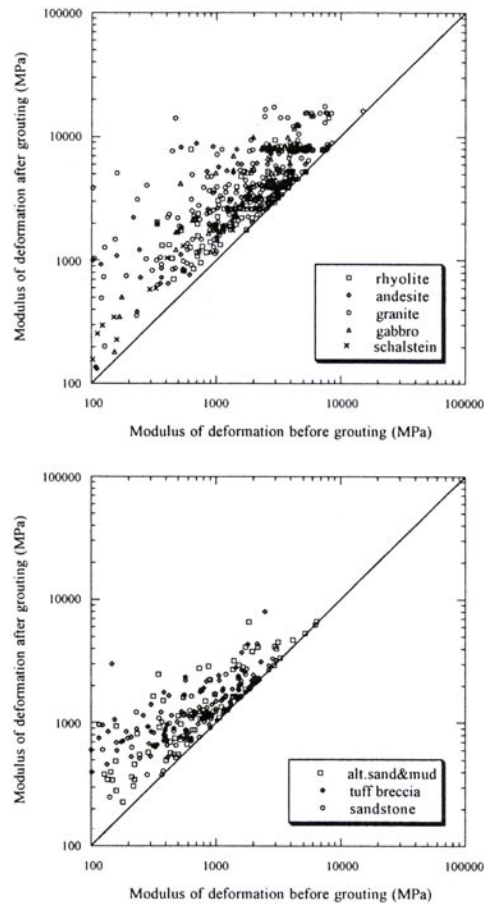 100000
Modulus of deformation after grouting (MPa)
10000
1000
rhyolite
andesite
granite
gabbro
schalstein
100
100 1000 10000 100000
Modulus of deformation before grouting (MPa)
100000
Modulus of deformation after grouting (MPa)
10000
1000
alt.sand&mud
tuff breccia
sandstone
100
100 1000 10000 100000
Modulus of deformation before grouting (MPa)